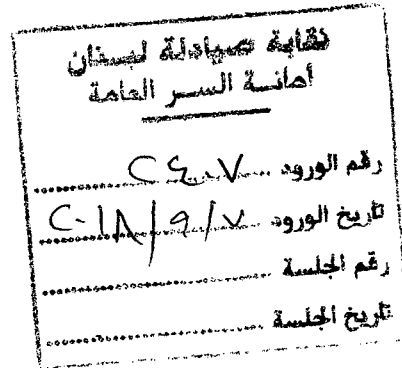 نقابة صيادلة لبنان
أمانة السر العامة
رقم الورود ٢٤٠٧
تاريخ الورود ٢٠١٨/٩/٧
رقم الجلسة
تاريخ الجلسة